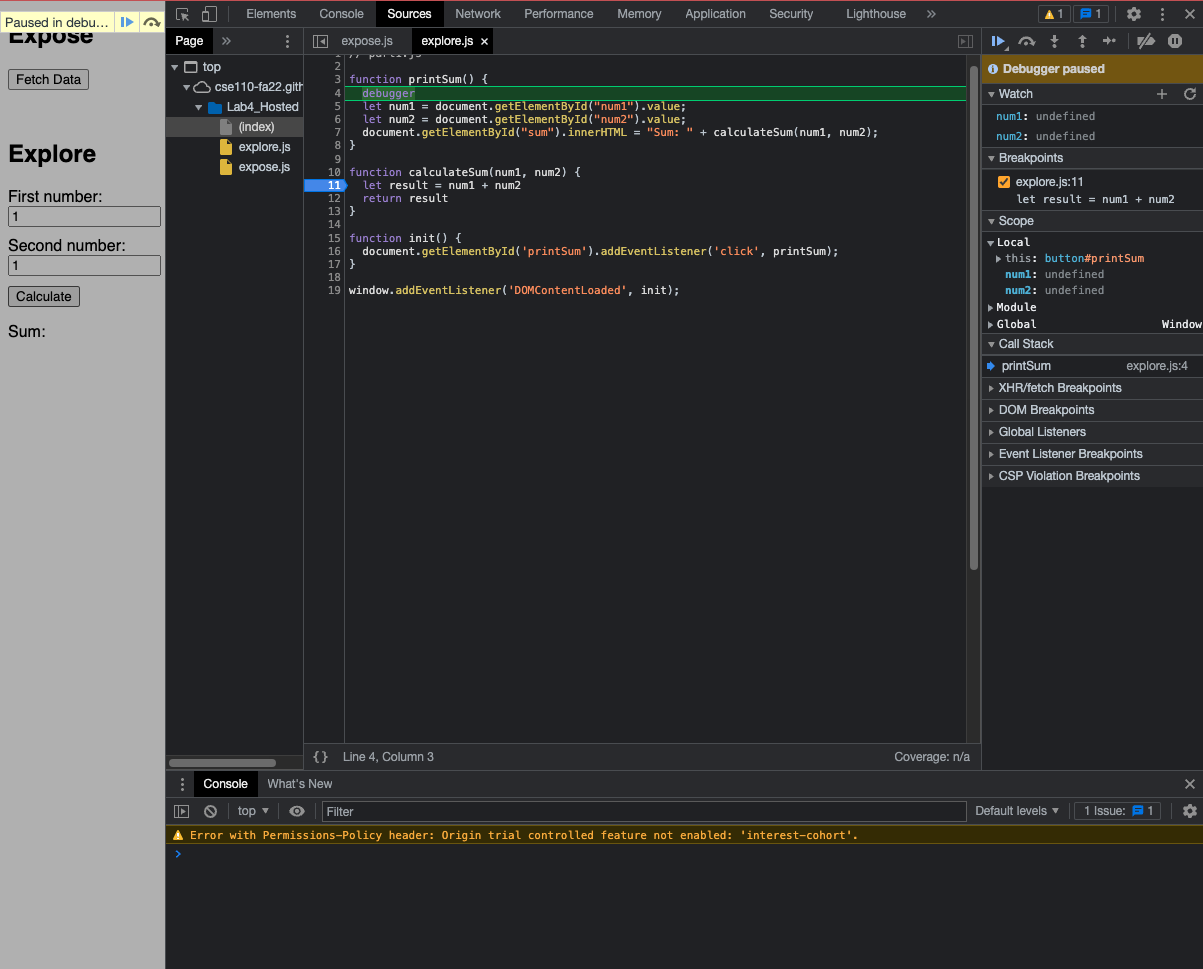 Paused in debu…
Expose
Fetch Data
Explore
First number:
1
Second number:
1
Calculate
Sum:
Elements Console Sources Network Performance Memory Application Security Lighthouse » 1 1
Page » expose.js explore.js ×
top
cse110-fa22.gith
Lab4_Hosted
(index)
explore.js
expose.js
2
3 function printSum() {
4 debugger
5 let num1 = document.getElementById("num1").value;
6 let num2 = document.getElementById("num2").value;
7 document.getElementById("sum").innerHTML = "Sum: " + calculateSum(num1, num2);
8 }
9
10 function calculateSum(num1, num2) {
11 let result = num1 + num2
12 return result
13 }
14
15 function init() {
16 document.getElementById('printSum').addEventListener('click', printSum);
17 }
18
19 window.addEventListener('DOMContentLoaded', init);
{} Line 4, Column 3 Coverage: n/a
Debugger paused
Watch
num1: undefined
num2: undefined
Breakpoints
explore.js:11
let result = num1 + num2
Scope
Local
this: button#printSum
num1: undefined
num2: undefined
Module
Global Window
Call Stack
printSum explore.js:4
XHR/fetch Breakpoints
DOM Breakpoints
Global Listeners
Event Listener Breakpoints
CSP Violation Breakpoints
Console What's New
top Filter Default levels 1 Issue: 1
Error with Permissions-Policy header: Origin trial controlled feature not enabled: 'interest-cohort'.